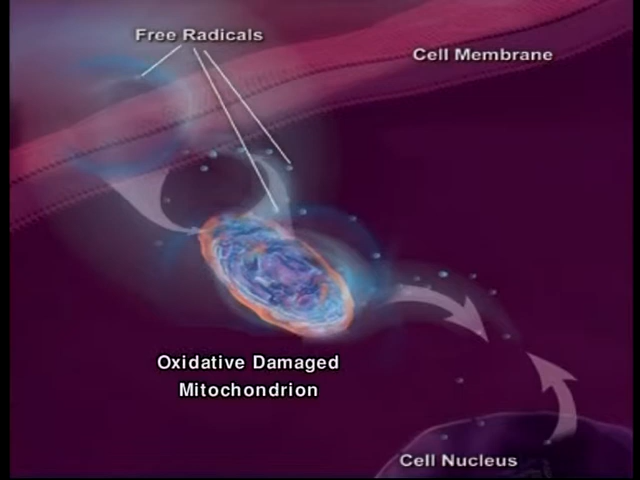 Free Radicals
Cell Membrane
Oxidative Damaged
Mitochondrion
Cell Nucleus